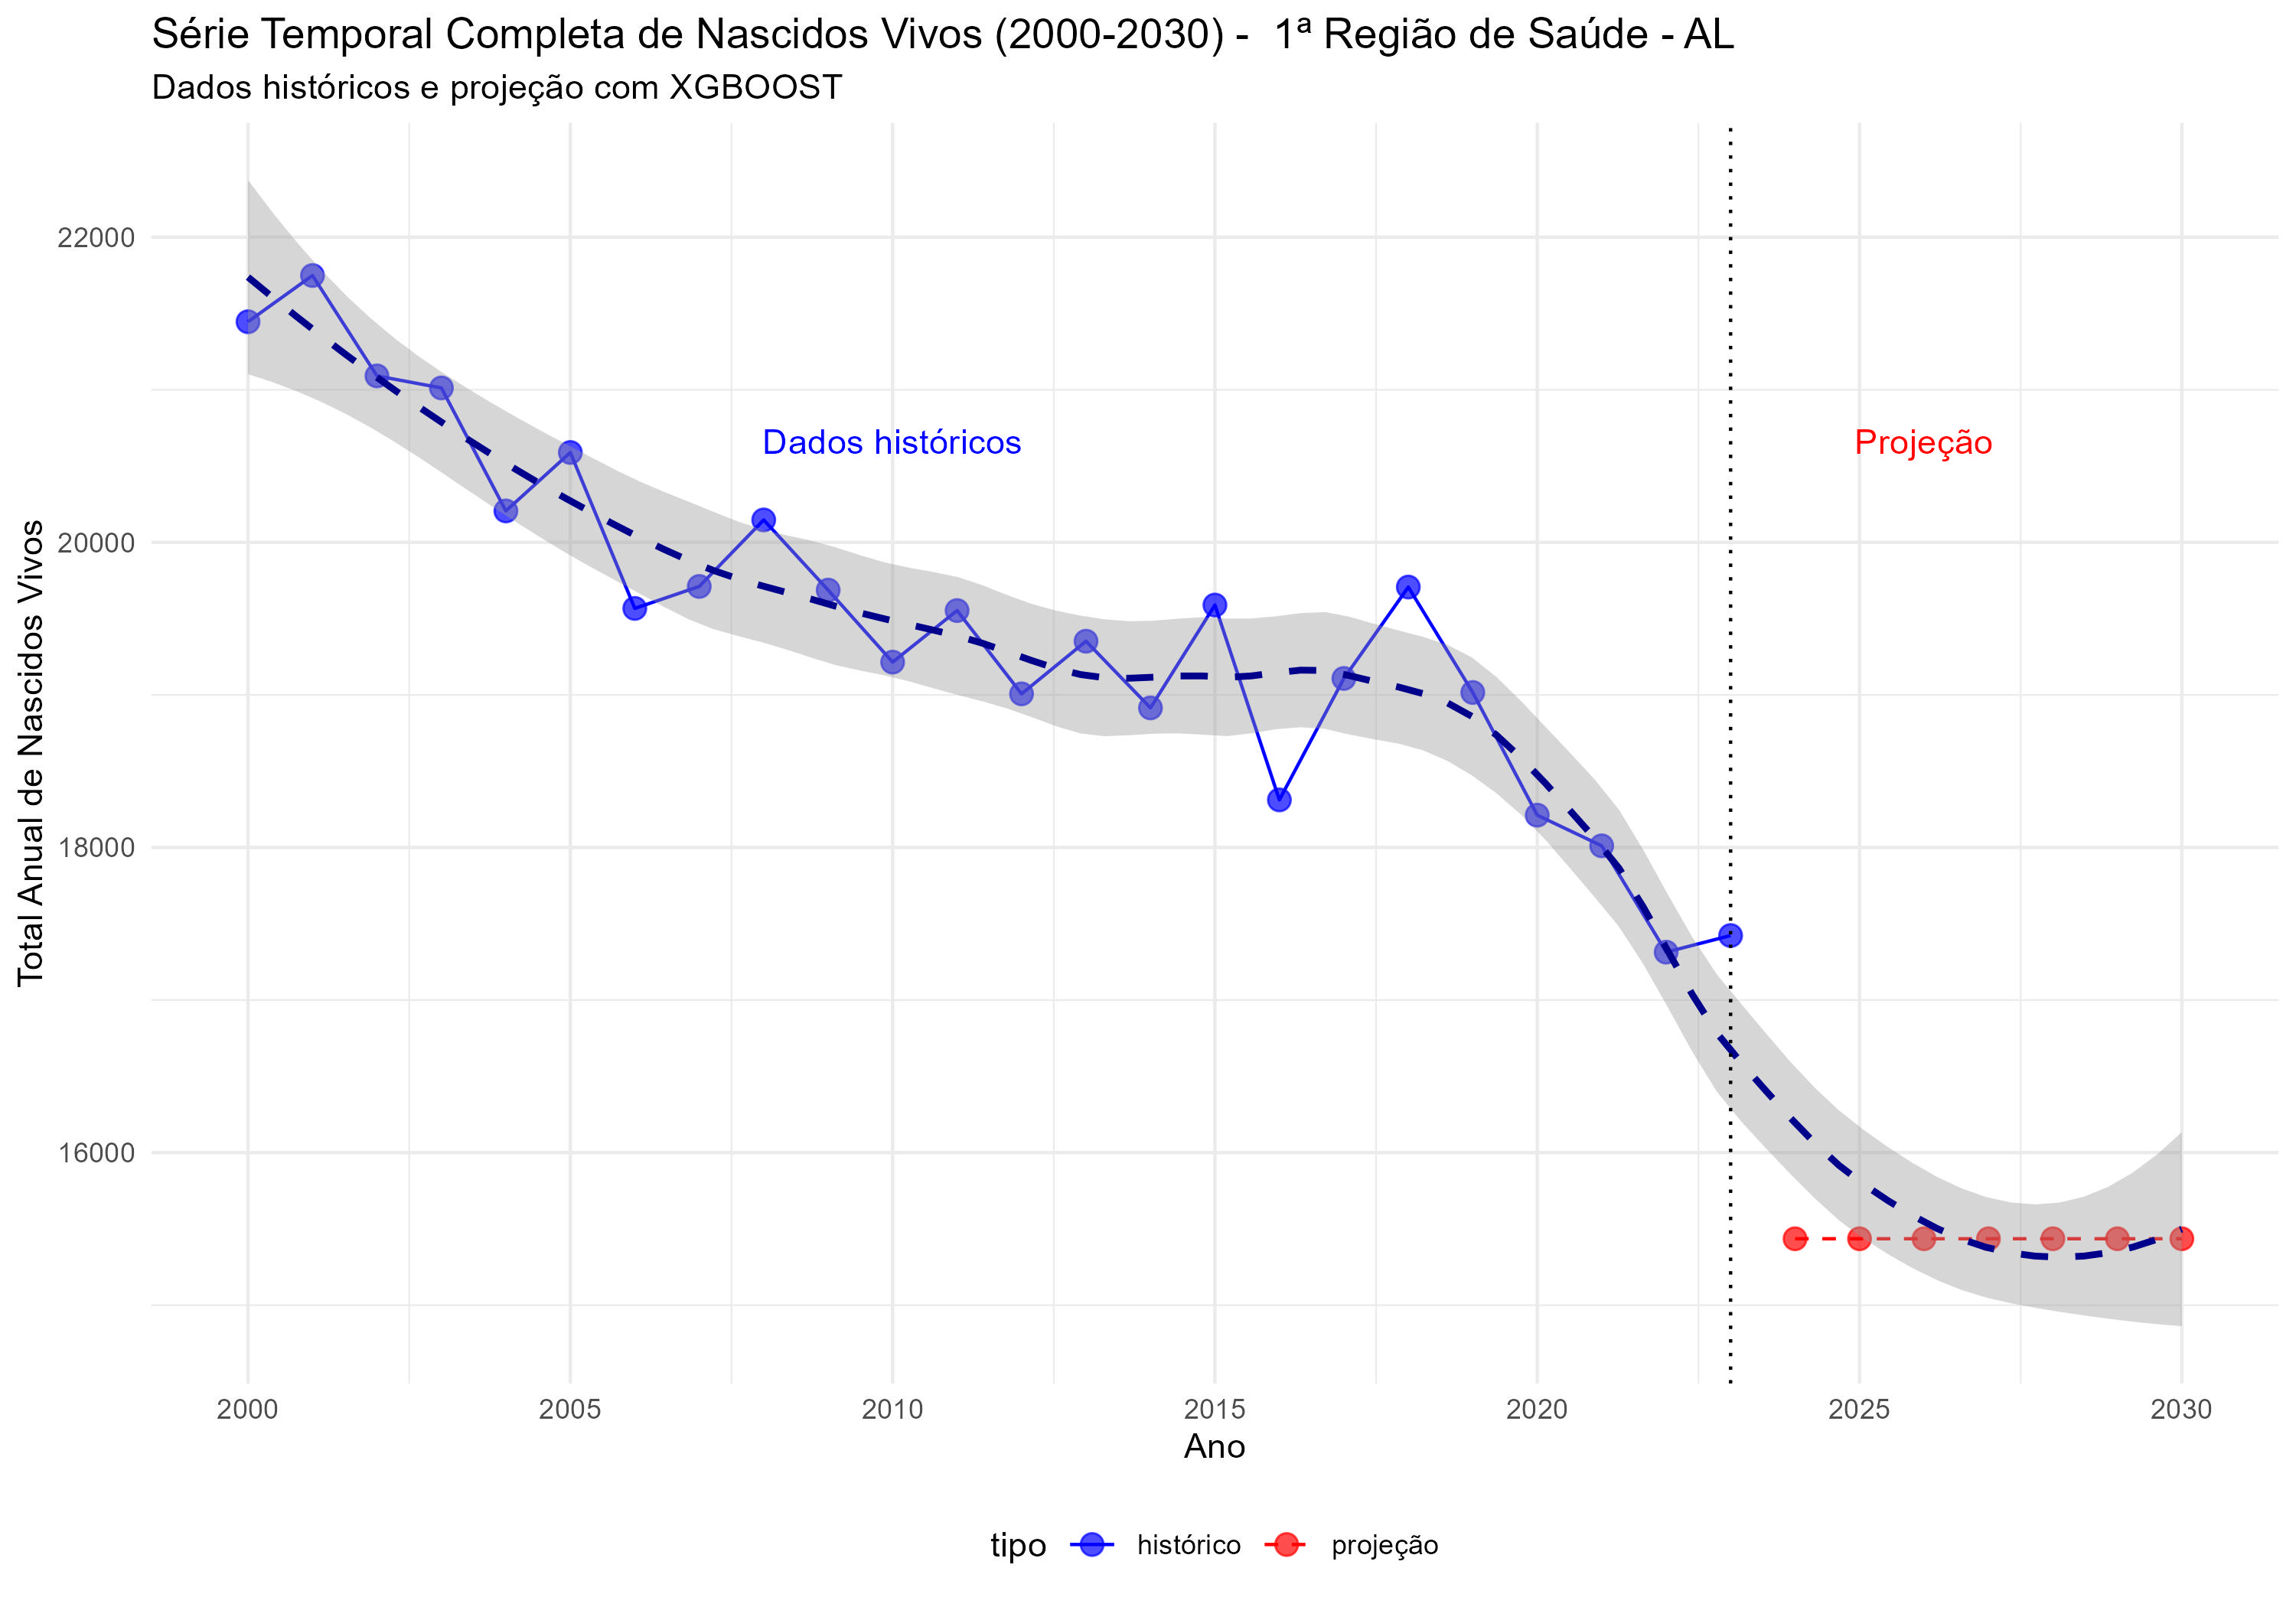 Série Temporal Completa de Nascidos Vivos (2000-2030) -  1ª Região de Saúde - AL
Dados históricos e projeção com XGBOOST
Total Anual de Nascidos Vivos
22000
20000
18000
16000
Dados históricos
Projeção
2000 2005 2010 2015 2020 2025 2030
Ano
tipo histórico projeção